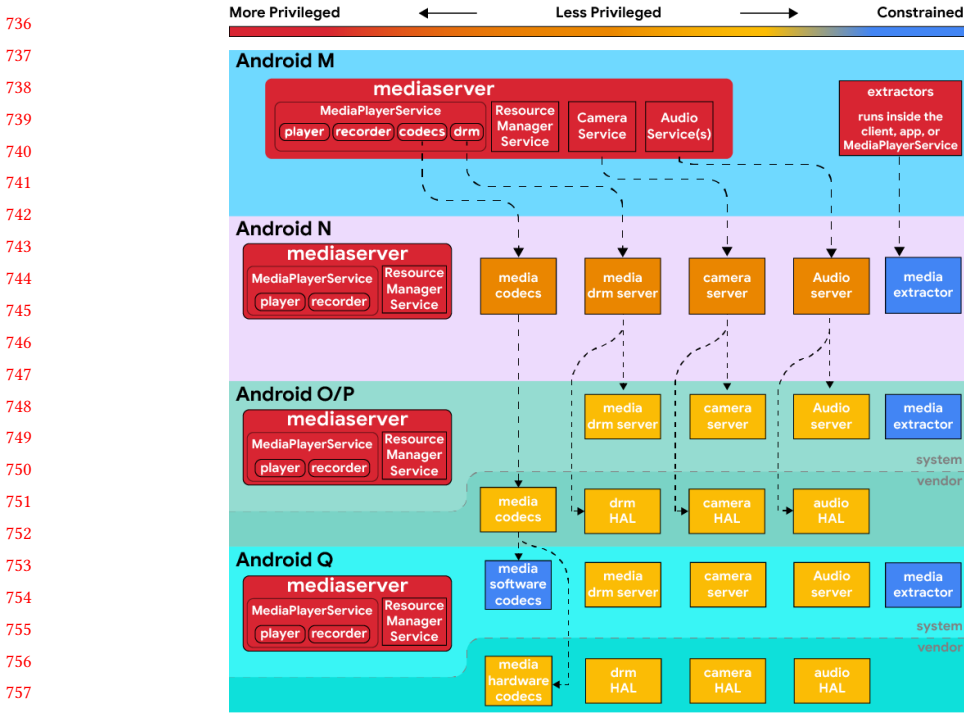 736
737
738
739
740
741
742
743
744
745
746
747
748
749
750
751
752
753
754
755
756
757
More Privileged
Less Privileged
Constrained
Android M
mediaserver
MediaPlayerService
player
recorder
codecs
drm
Resource
Manager
Service
Camera
Service
Audio
Service(s)
extractors
runs inside the
client, app, or
MediaPlayerService
Android N
mediaserver
MediaPlayerService
player
recorder
Resource
Manager
Service
media
codecs
media
drm server
camera
server
Audio
server
media
extractor
Android O/P
mediaserver
MediaPlayerService
player
recorder
Resource
Manager
Service
media
drm server
camera
server
Audio
server
media
extractor
system
vendor
media
codecs
drm
HAL
camera
HAL
audio
HAL
Android Q
mediaserver
MediaPlayerService
player
recorder
Resource
Manager
Service
media
software
codecs
media
drm server
camera
server
Audio
server
media
extractor
system
vendor
media
hardware
codecs
drm
HAL
camera
HAL
audio
HAL